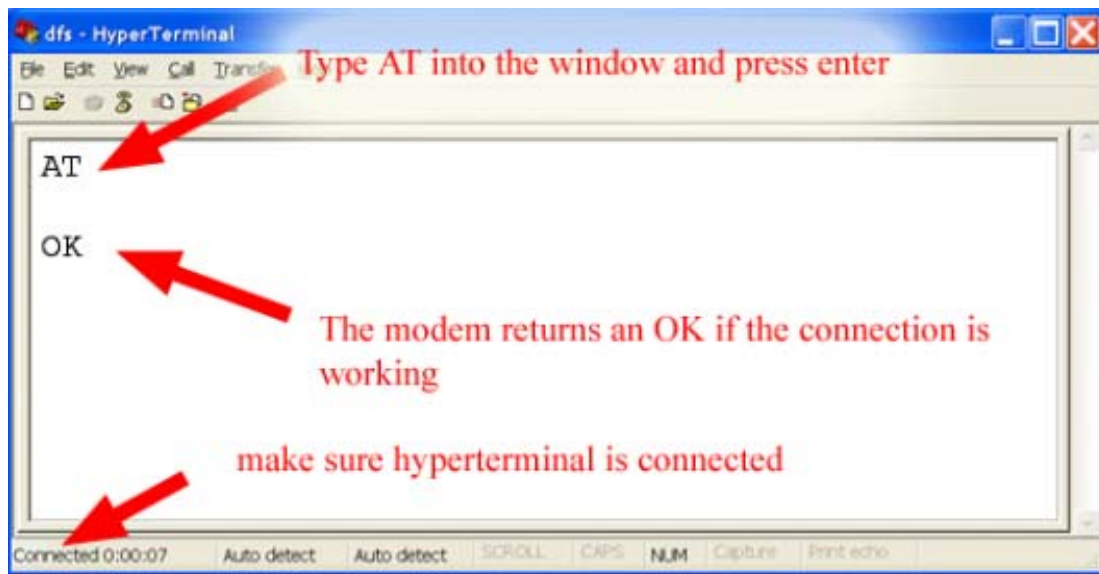 dfs - HyperTerminal
File Edit View Call
Type AT into the window and press enter
AT
OK
The modem returns an OK if the connection is
working
make sure hyperterminal is connected
Connected 0:00:07 Auto detect Auto detect SCROLL CAPS NUM Capture Print echo